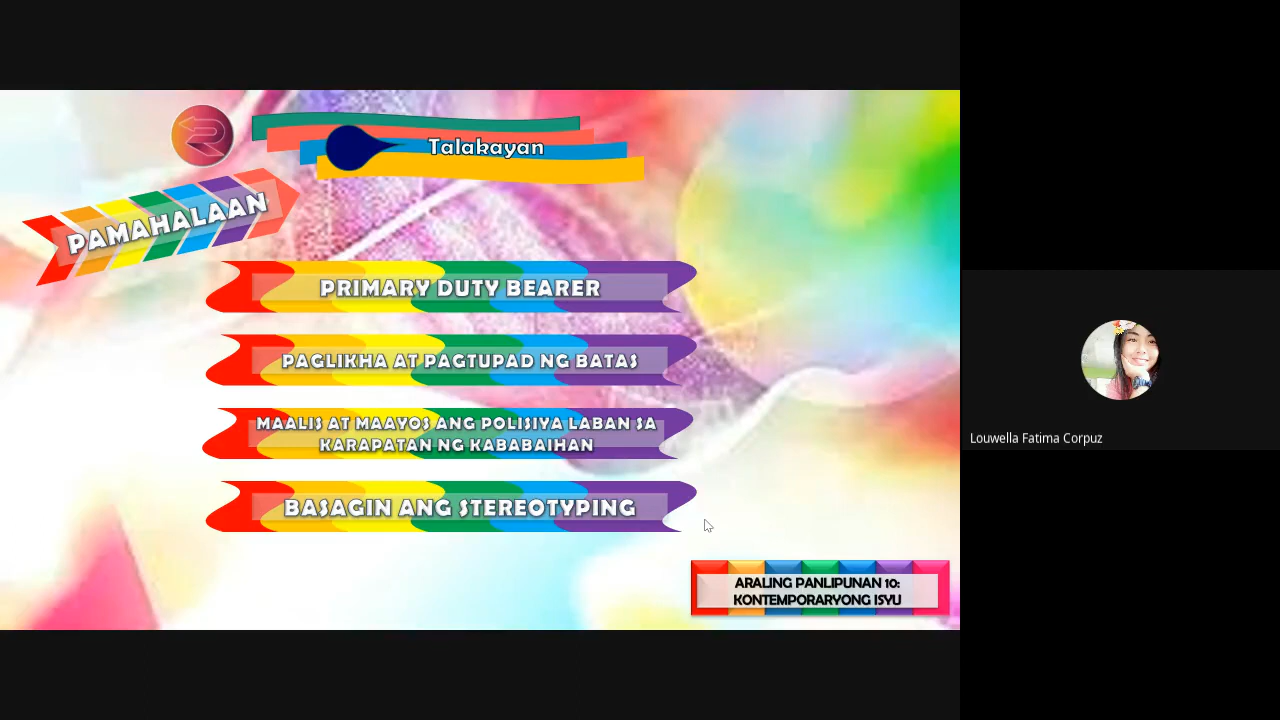 Talakayan
PAMAHALAAN
PRIMARY DUTY BEARER
PAGLIKHA AT PAGTUPAD NG BATAS
MAALIS AT MAAYOS ANG POLISIYA LABAN SA
KARAPATAN NG KABABAIHAN
BASAGIN ANG STEREOTYPING
ARALING PANLIPUNAN 10:
KONTEMPORARYONG ISYU
Louwella Fatima Corpuz